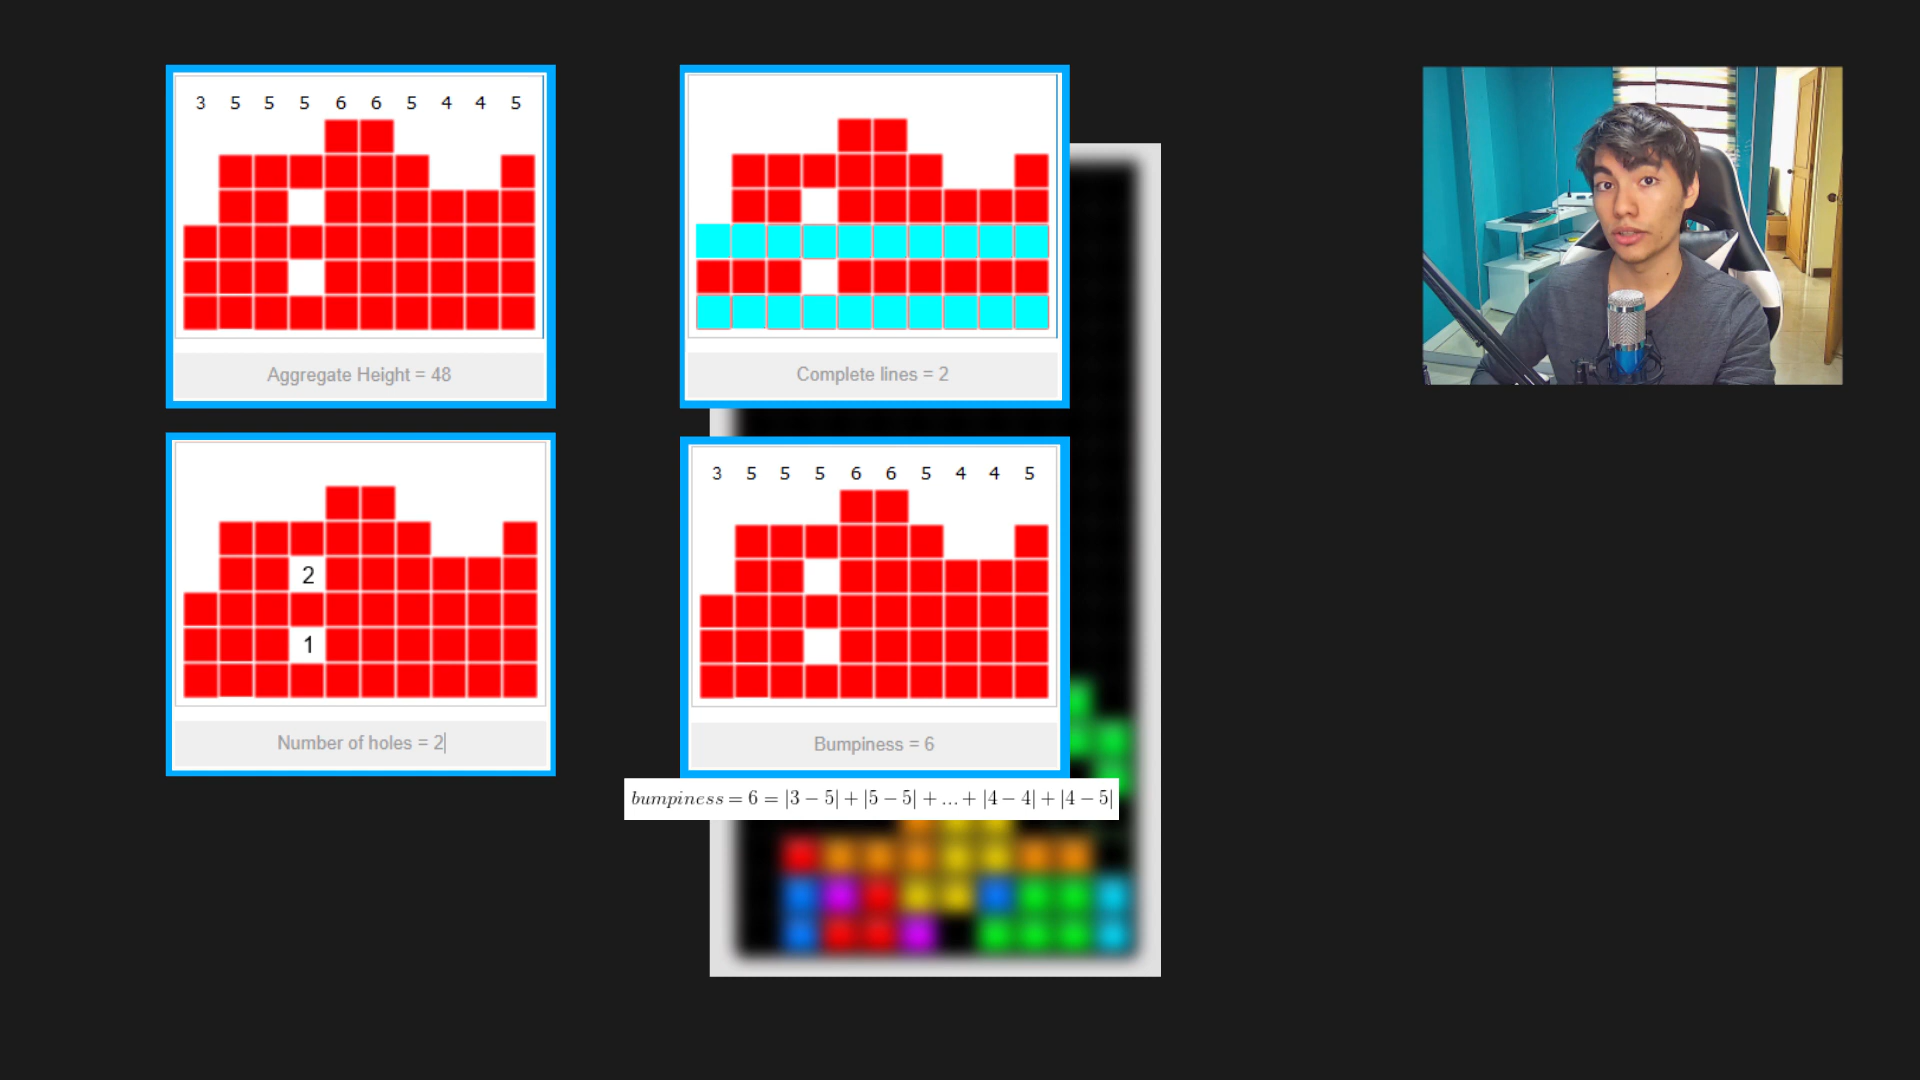 3 5 5 5 6 6 5 4 4 5
Aggregate Height = 48
Complete lines = 2
2
1
Number of holes = 2
3 5 5 5 6 6 5 4 4 5
Bumpiness = 6
bumpiness = 6 = |3 − 5| + |5 − 5| + ... + |4 − 4| + |4 − 5|